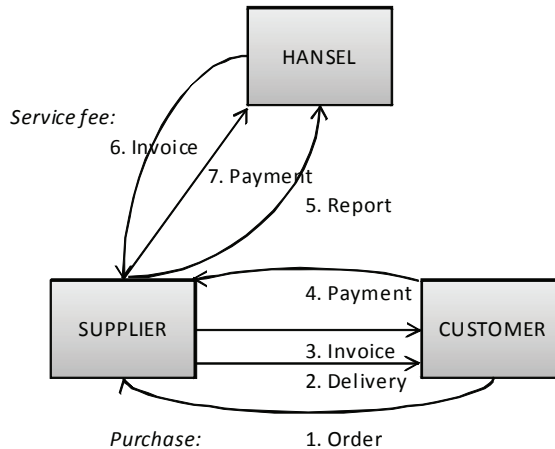 HANSEL
Service fee:
6. Invoice
7. Payment
5. Report
4. Payment
SUPPLIER
CUSTOMER
3. Invoice
2. Delivery
Purchase:
1. Order